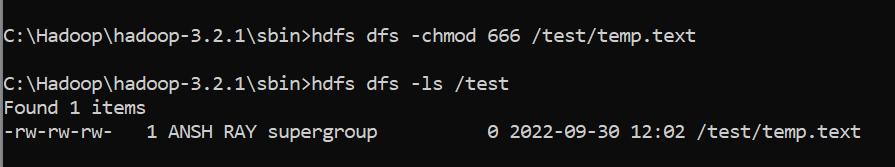 C:\Hadoop\hadoop-3.2.1\sbin>hdfs dfs -chmod 666 /test/temp.text
C:\Hadoop\hadoop-3.2.1\sbin>hdfs dfs -ls /test
Found 1 items
-rw-rw-rw-   1 ANSH RAY supergroup          0 2022-09-30 12:02 /test/temp.text